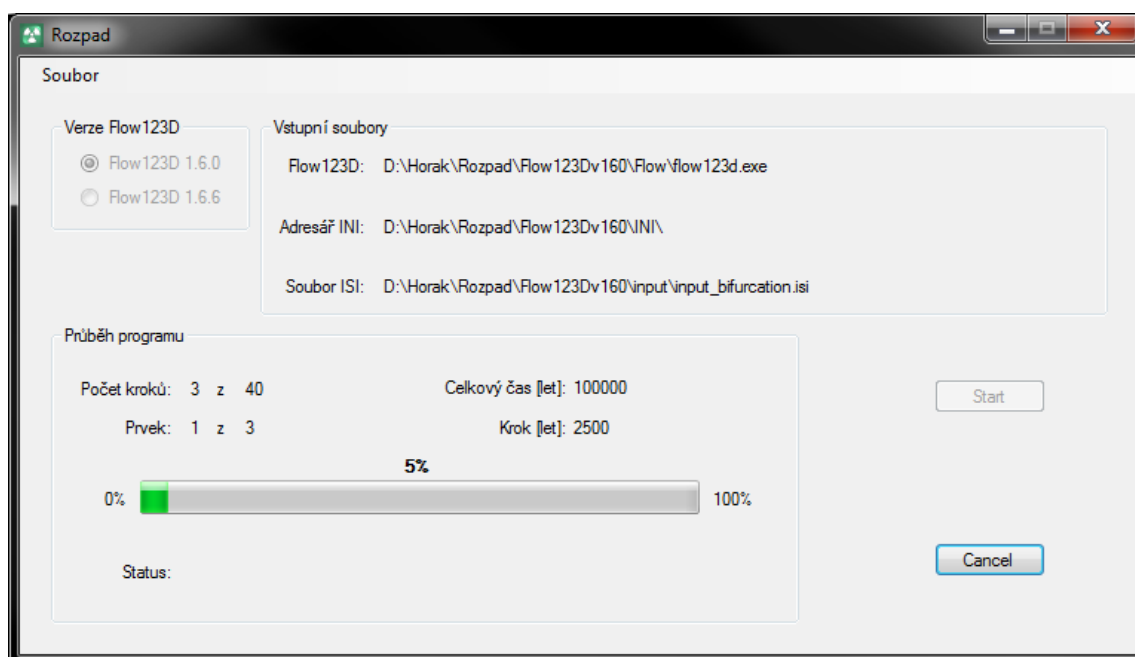 Rozpad
Soubor
Verze Flow123D
Flow123D 1.6.0
Flow123D 1.6.6
Vstupní soubory
Flow123D: D:\Horak\Rozpad\Flow123Dv160\Flow\flow123d.exe
Adresář INI: D:\Horak\Rozpad\Flow123Dv160\INI\
Soubor ISI: D:\Horak\Rozpad\Flow123Dv160\input\input_bifurcation.isi
Průběh programu
Počet kroků: 3 z 40 Celkový čas [let]: 100000
Prvek: 1 z 3 Krok [let]: 2500
5%
0% 100%
Status:
Start
Cancel